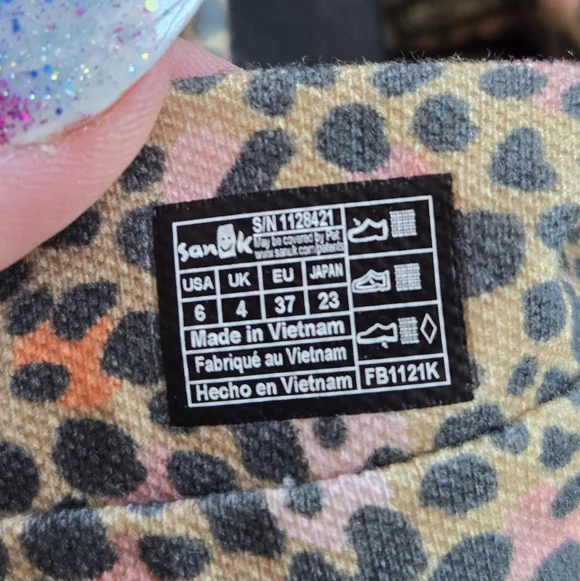 S/N 1128421
sanuk
May be covered by Pat.
www.sanuk.com/patents
USA UK EU JAPAN
6 4 37 23
Made in Vietnam
Fabriqué au Vietnam
Hecho en Vietnam
FB1121K